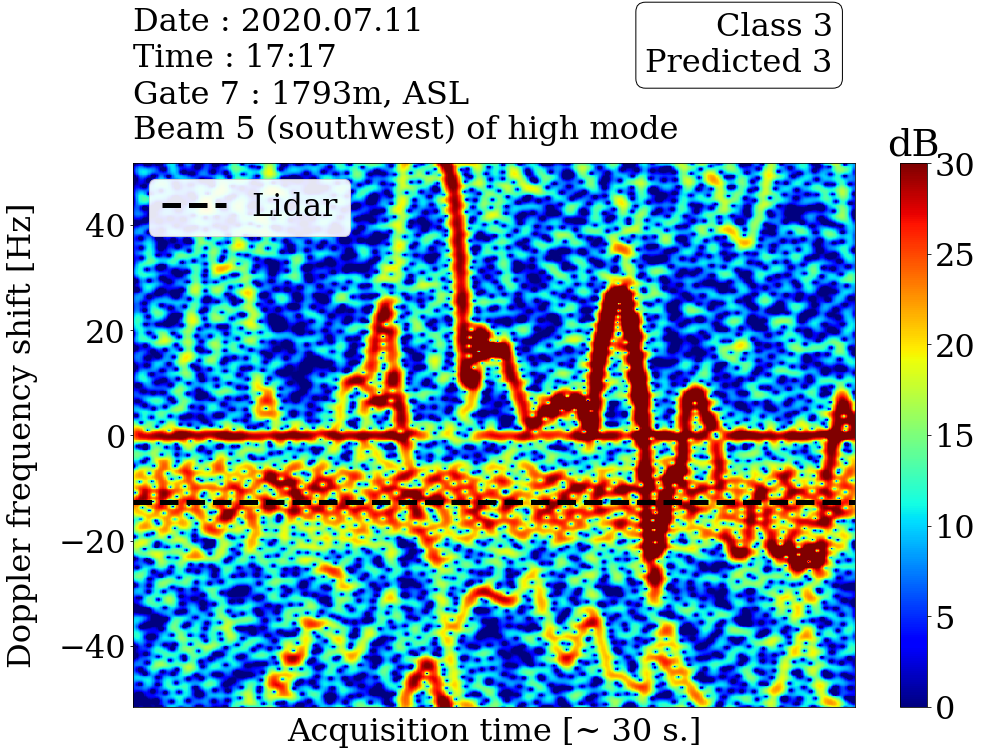 Date : 2020.07.11
Time : 17:17
Gate 7 : 1793m, ASL
Beam 5 (southwest) of high mode
Class 3
Predicted 3
dB
30
25
20
15
10
5
0
Lidar
Doppler frequency shift [Hz]
40
20
0
−20
−40
Acquisition time [~ 30 s.]